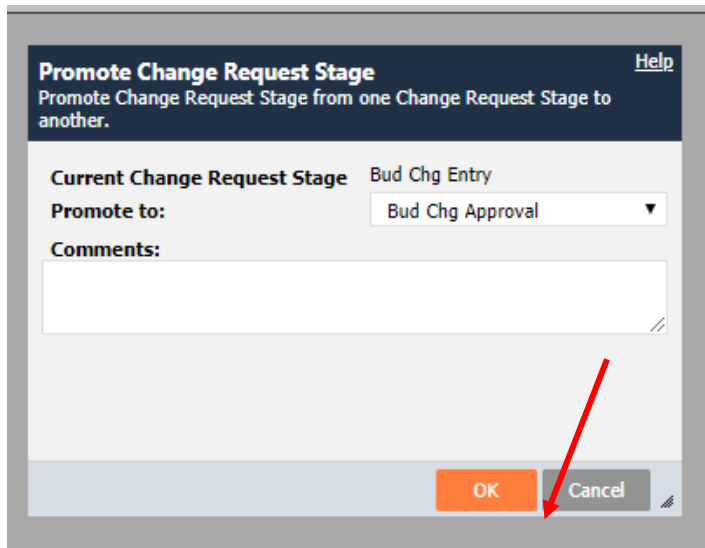 Promote Change Request Stage
Help
Promote Change Request Stage from one Change Request Stage to
another.
Current Change Request Stage Bud Chg Entry
Promote to: Bud Chg Approval
Comments:
OK Cancel